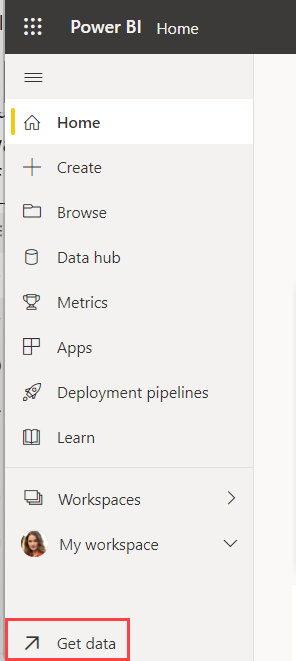 Power BI Home
Home
Create
Browse
Data hub
Metrics
Apps
Deployment pipelines
Learn
Workspaces
My workspace
Get data